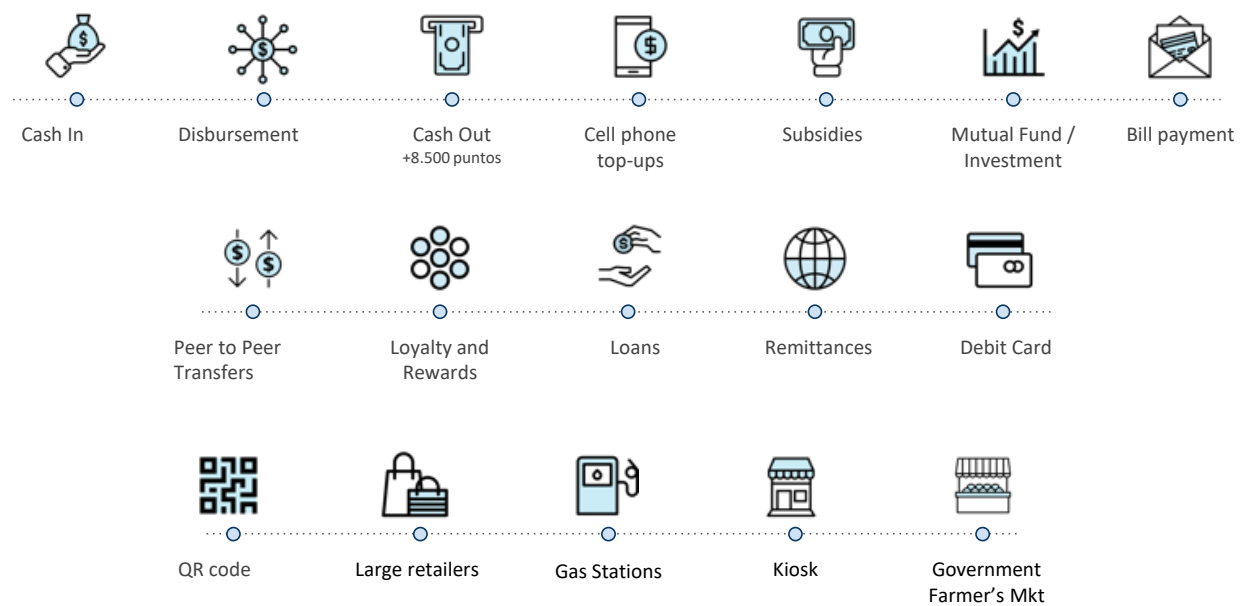 Cash In
Disbursement
Cash Out
+8.500 puntos
Cell phone
top-ups
Subsidies
Mutual Fund /
Investment
Bill payment
Peer to Peer
Transfers
Loyalty and
Rewards
Loans
Remittances
Debit Card
QR code
Large retailers
Gas Stations
Kiosk
Government
Farmer's Mkt